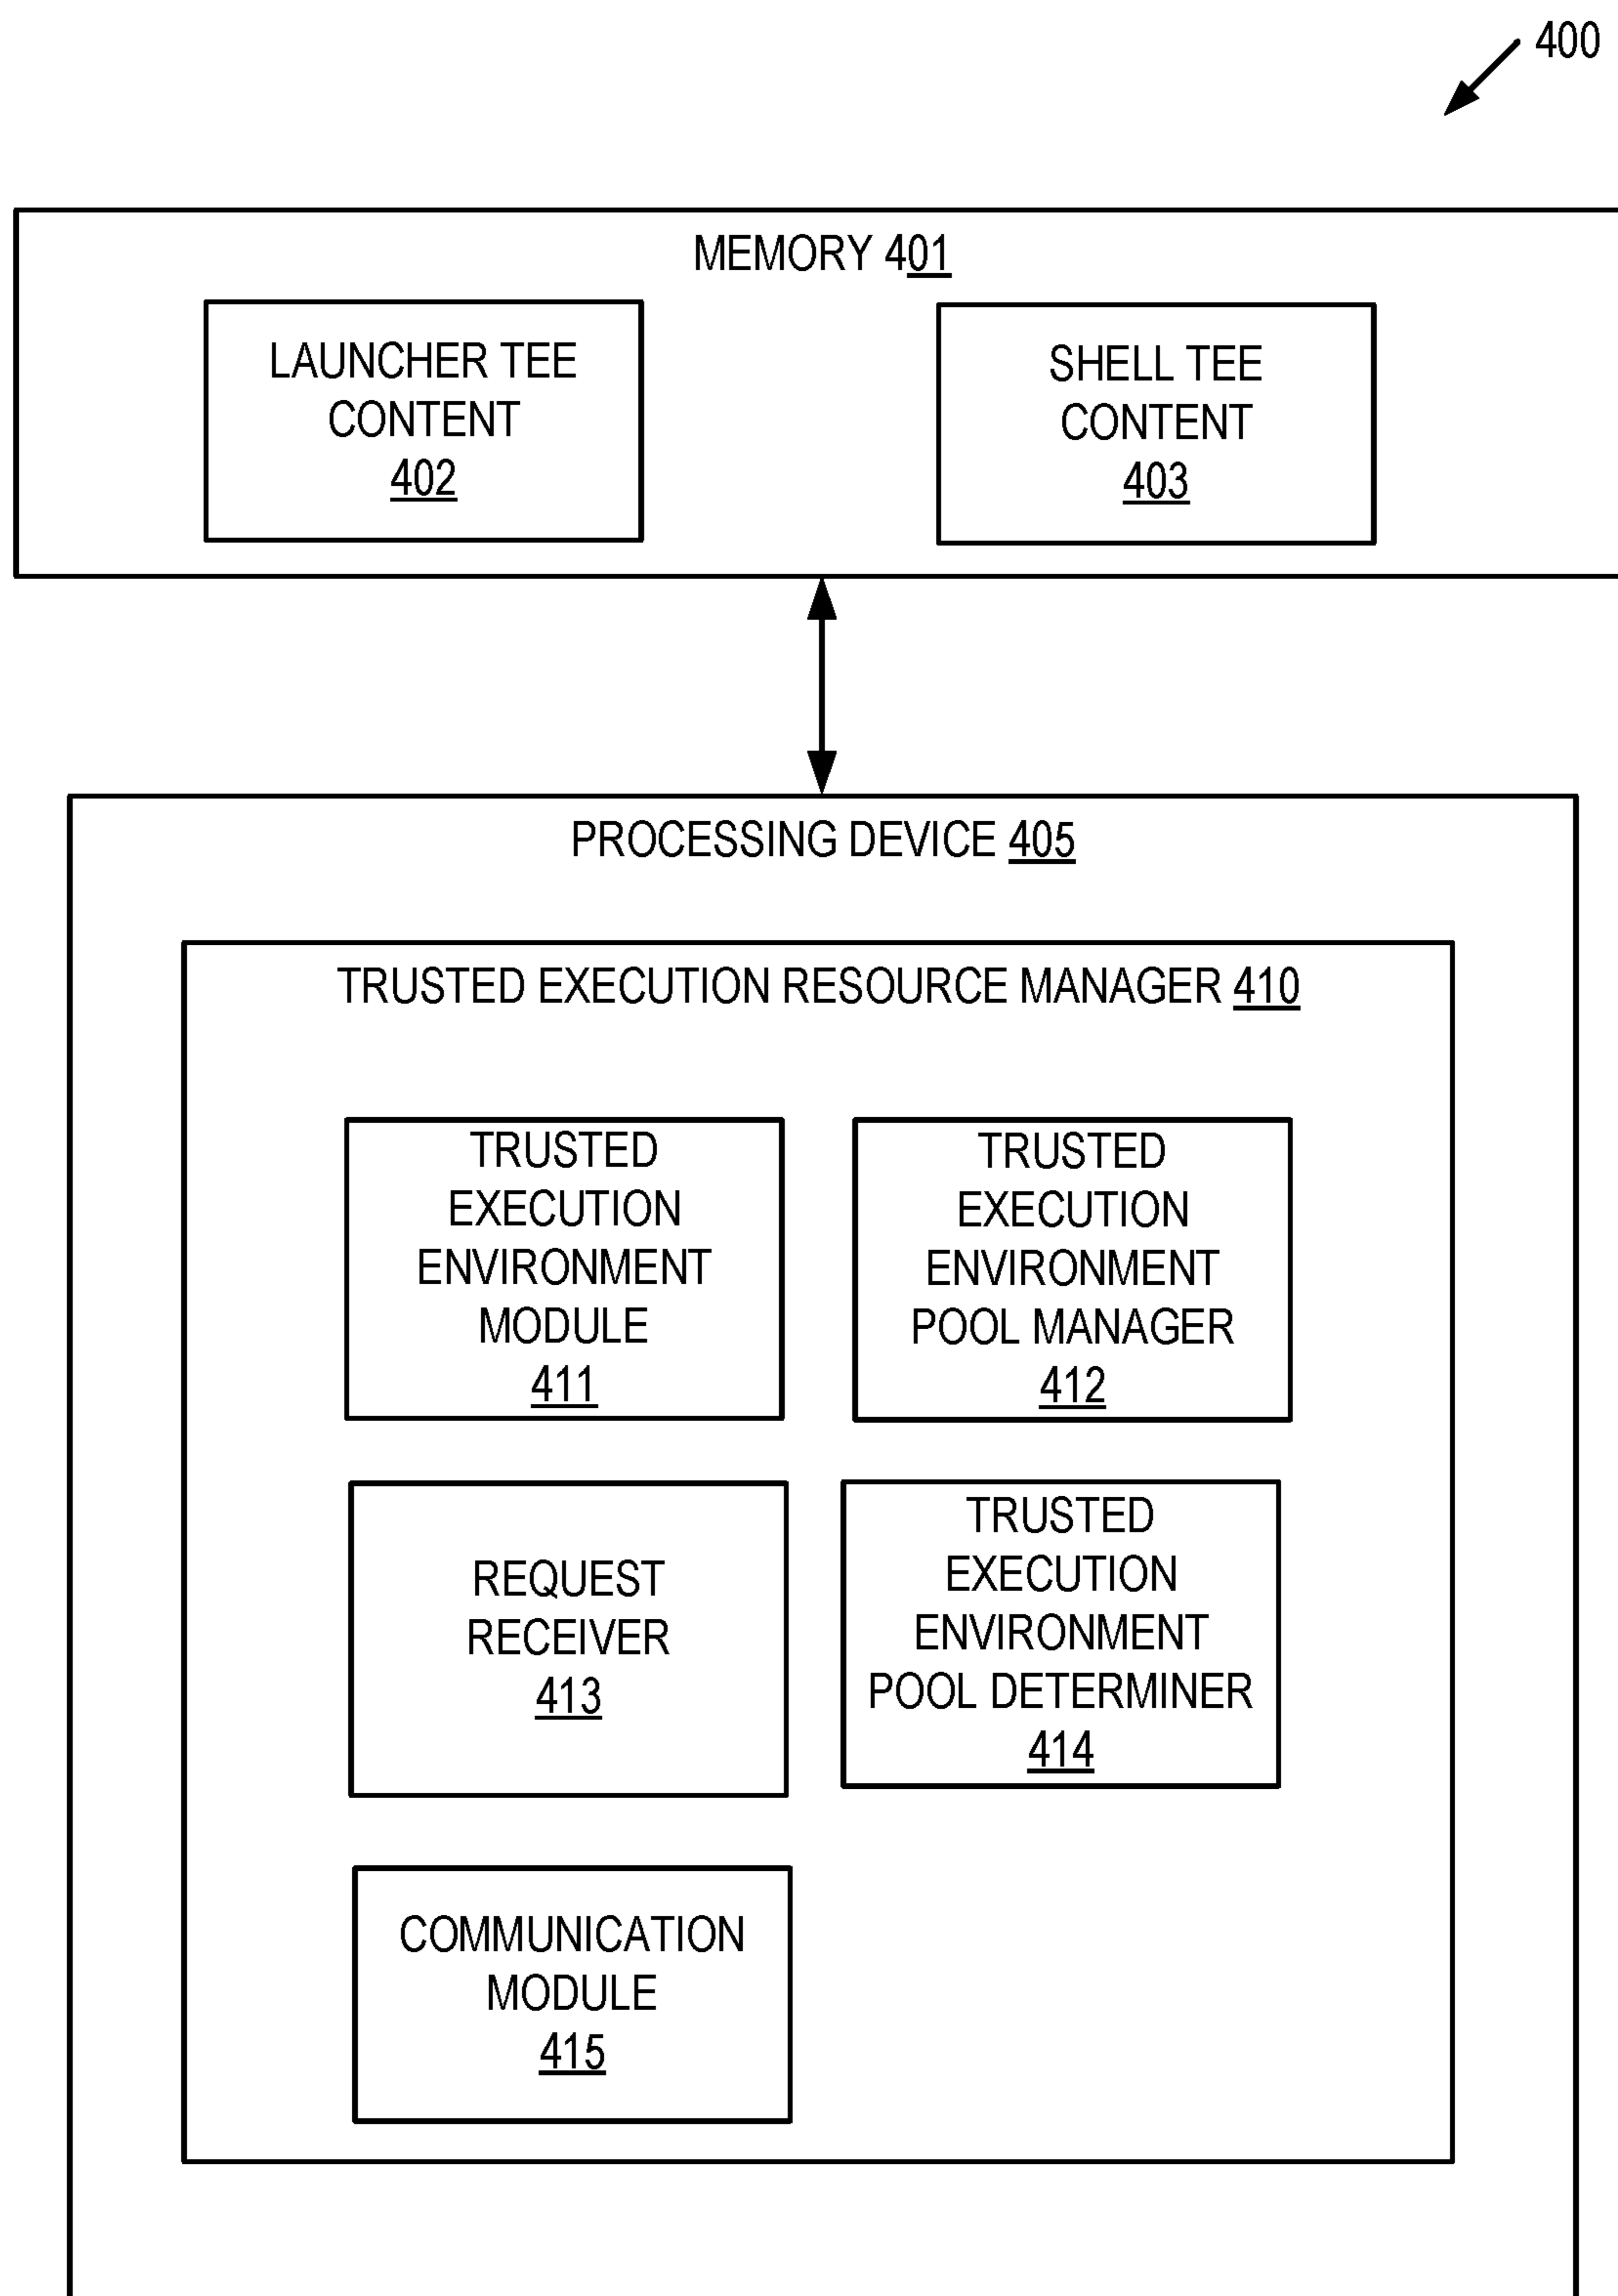 400
MEMORY 401
LAUNCHER TEE
CONTENT
402
SHELL TEE
CONTENT
403
PROCESSING DEVICE 405
TRUSTED EXECUTION RESOURCE MANAGER 410
TRUSTED
EXECUTION
ENVIRONMENT
MODULE
411
TRUSTED
EXECUTION
ENVIRONMENT
POOL MANAGER
412
REQUEST
RECEIVER
413
TRUSTED
EXECUTION
ENVIRONMENT
POOL DETERMINER
414
COMMUNICATION
MODULE
415